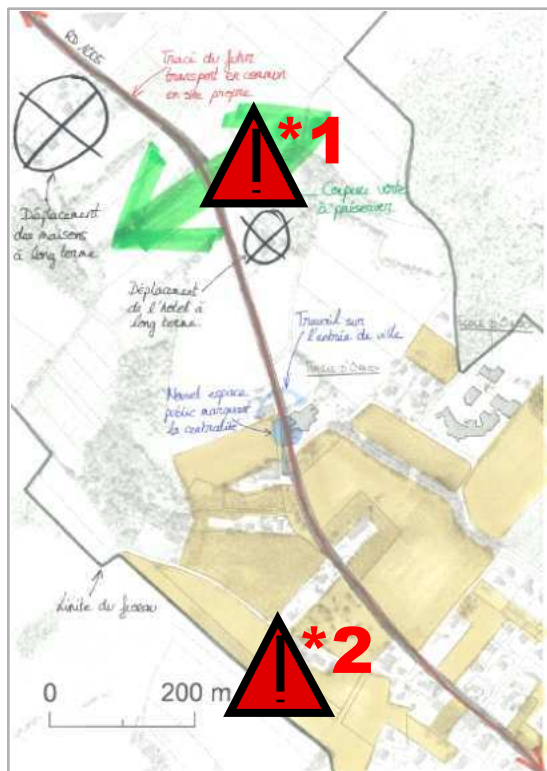 RD 1005
Tracé du futur
transport en commun
en site propre
*1
Coupure verte
à préserver
Déplacement
des maisons
à long terme
Déplacement
de l'hôtel à
long terme
Travail sur
l'entrée de ville
Nouvel espace
public marquant
la centralité
Limite du fuseau
*2
0 200 m